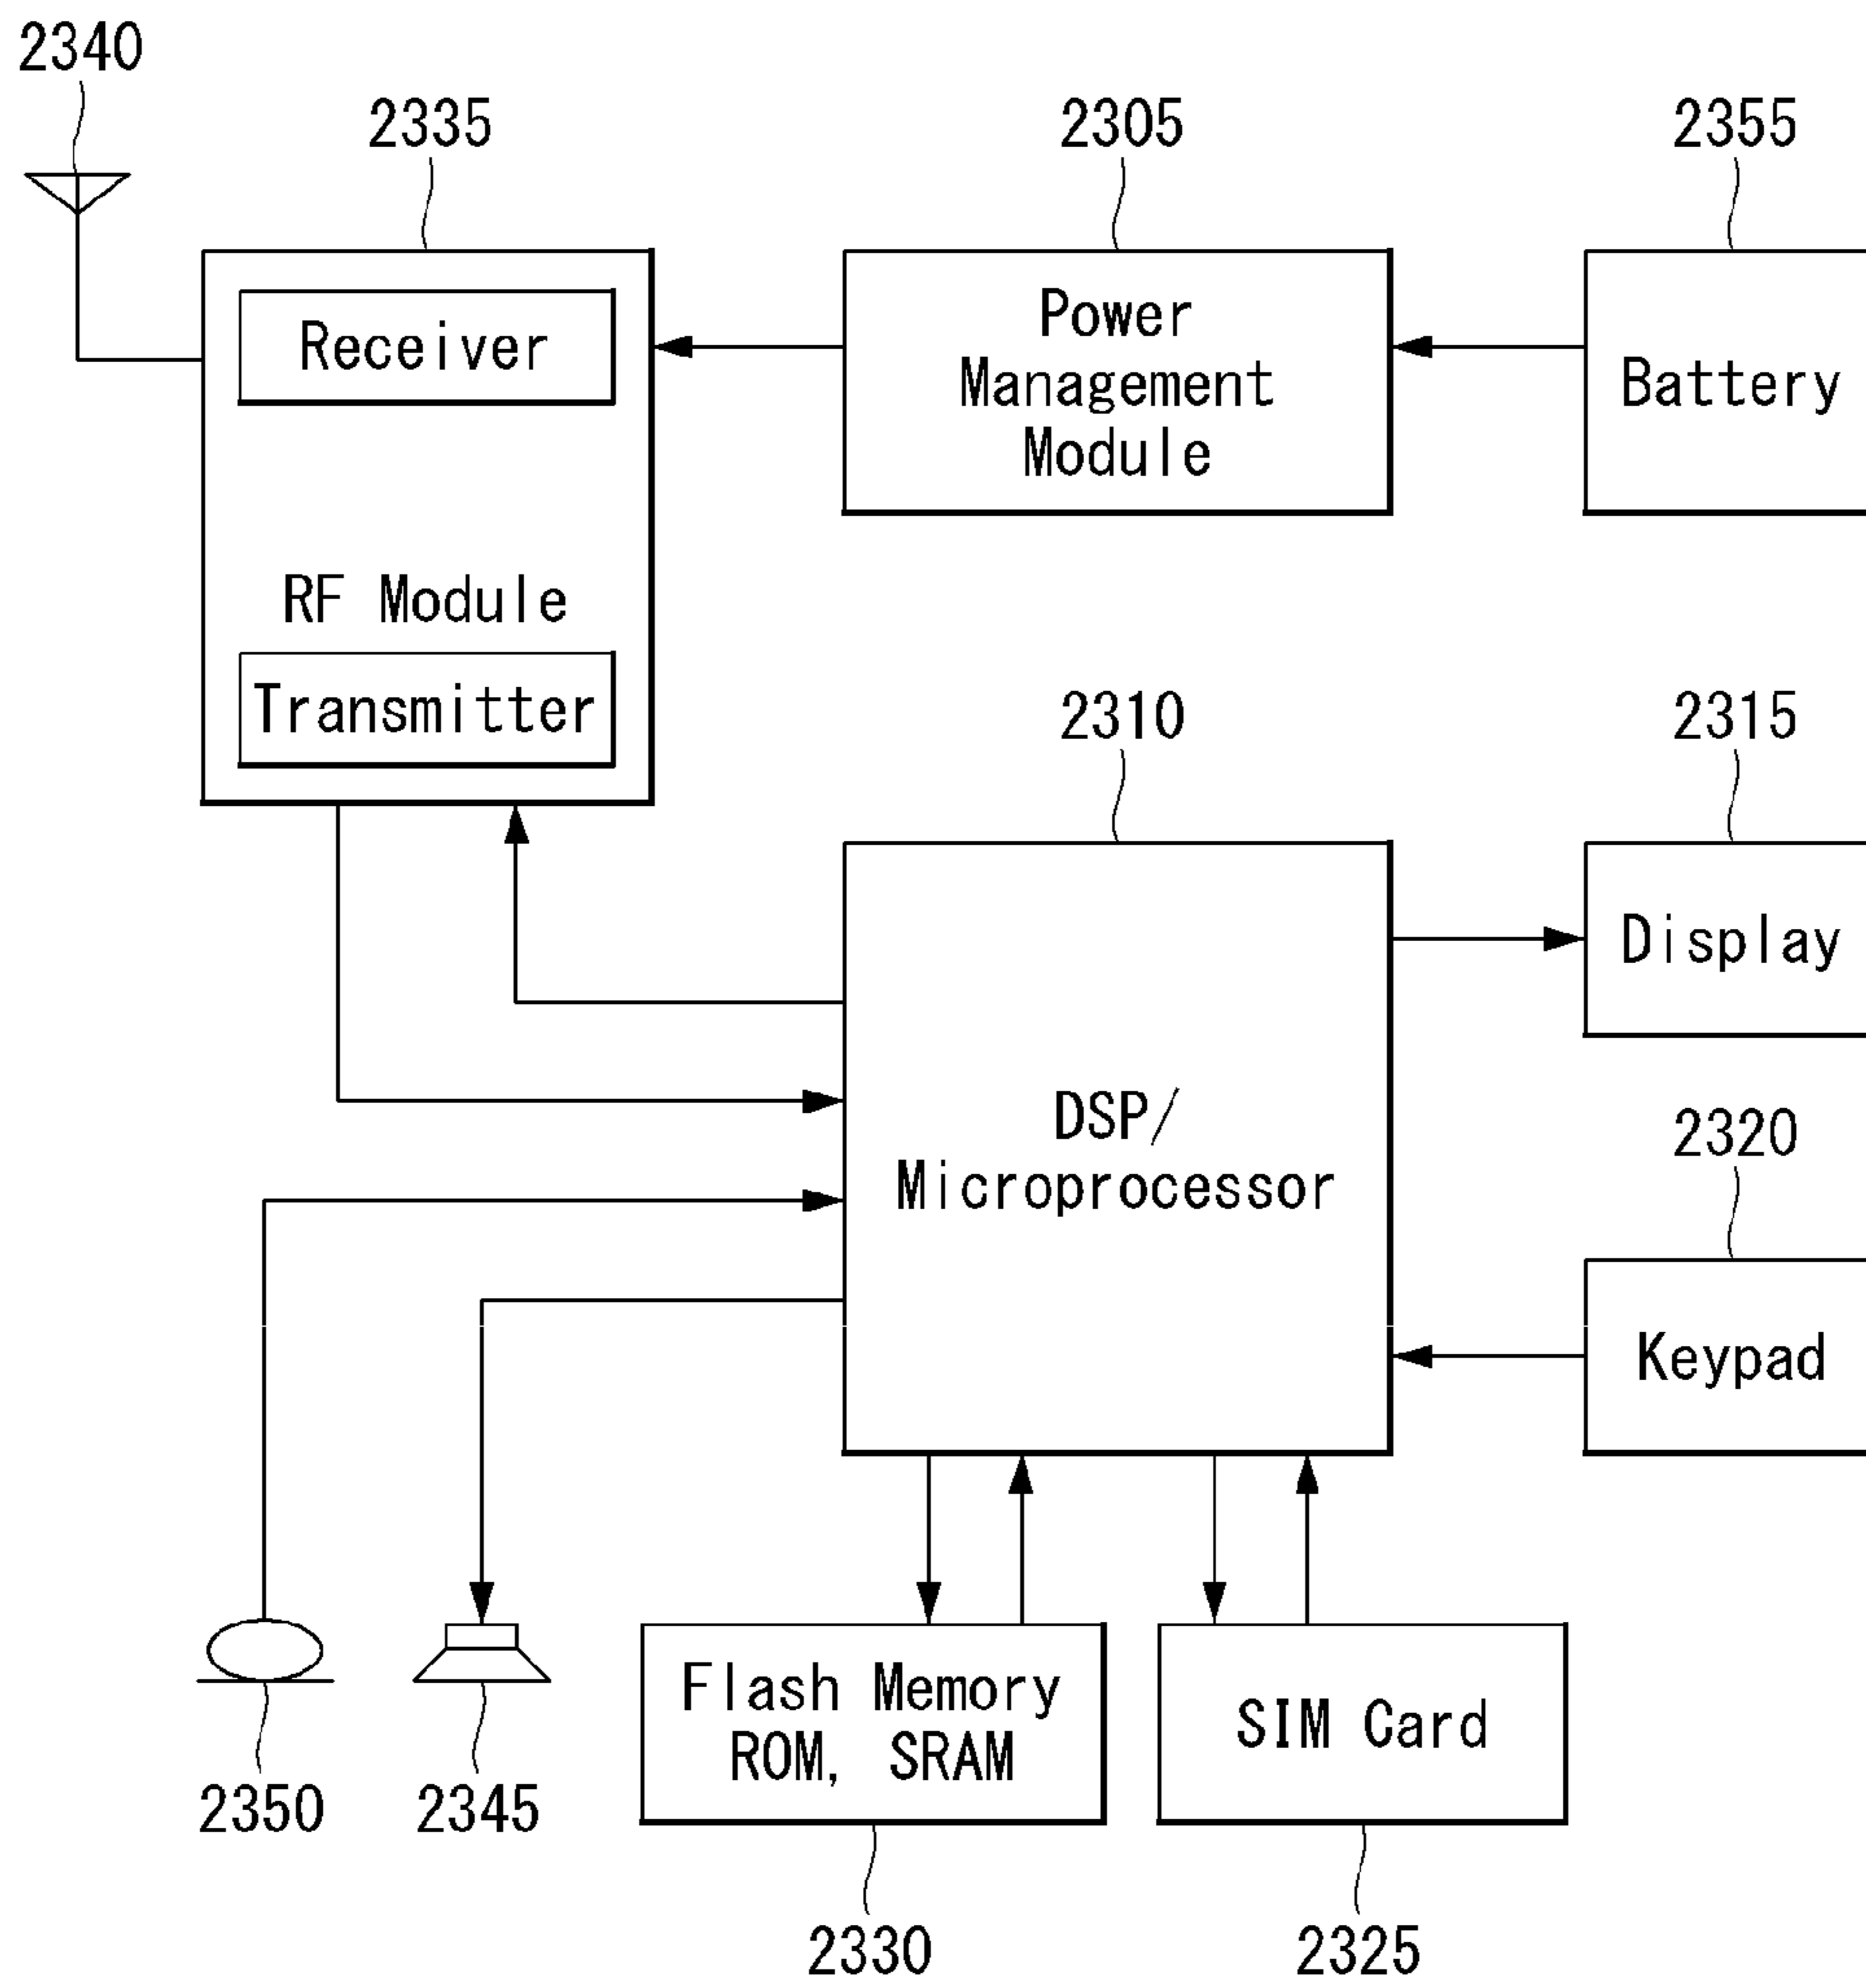 2340
2335
2305
2355
Receiver
Power
Management
Module
Battery
RF Module
Transmitter
2310
2315
Display
DSP/
Microprocessor
2320
Keypad
Flash Memory
ROM, SRAM
SIM Card
2350
2345
2330
2325